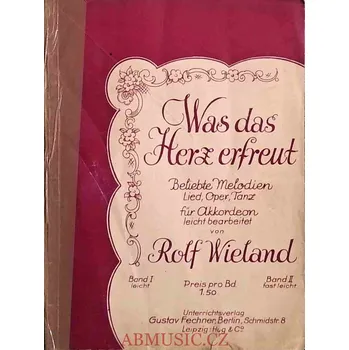 Was das
Herz erfreut
Beliebte Melodien
Lied, Oper, Tanz
für Akkordeon
leicht bearbeitet
von
Rolf Wieland
Band I
leicht
Preis pro Bd.
1.50
Band II
fast leicht
Unterrichtsverlag
Gustav Fechner, Berlin, Schmidstr. 8
Leipzig: Hug & Co.
ABMUSIC.CZ